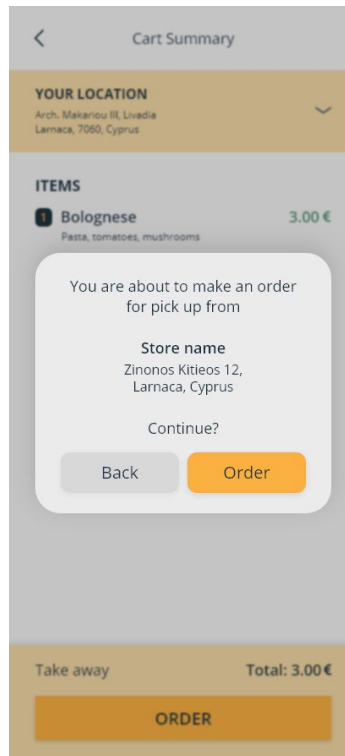 Cart Summary
YOUR LOCATION
Arch. Makariou III, Livadia
Larnaca, 7060, Cyprus
ITEMS
1 Bolognese 3.00 €
Pasta, tomatoes, mushrooms
You are about to make an order
for pick up from
Store name
Zinonos Kitieos 12,
Larnaca, Cyprus
Continue?
Back Order
Take away Total: 3.00 €
ORDER